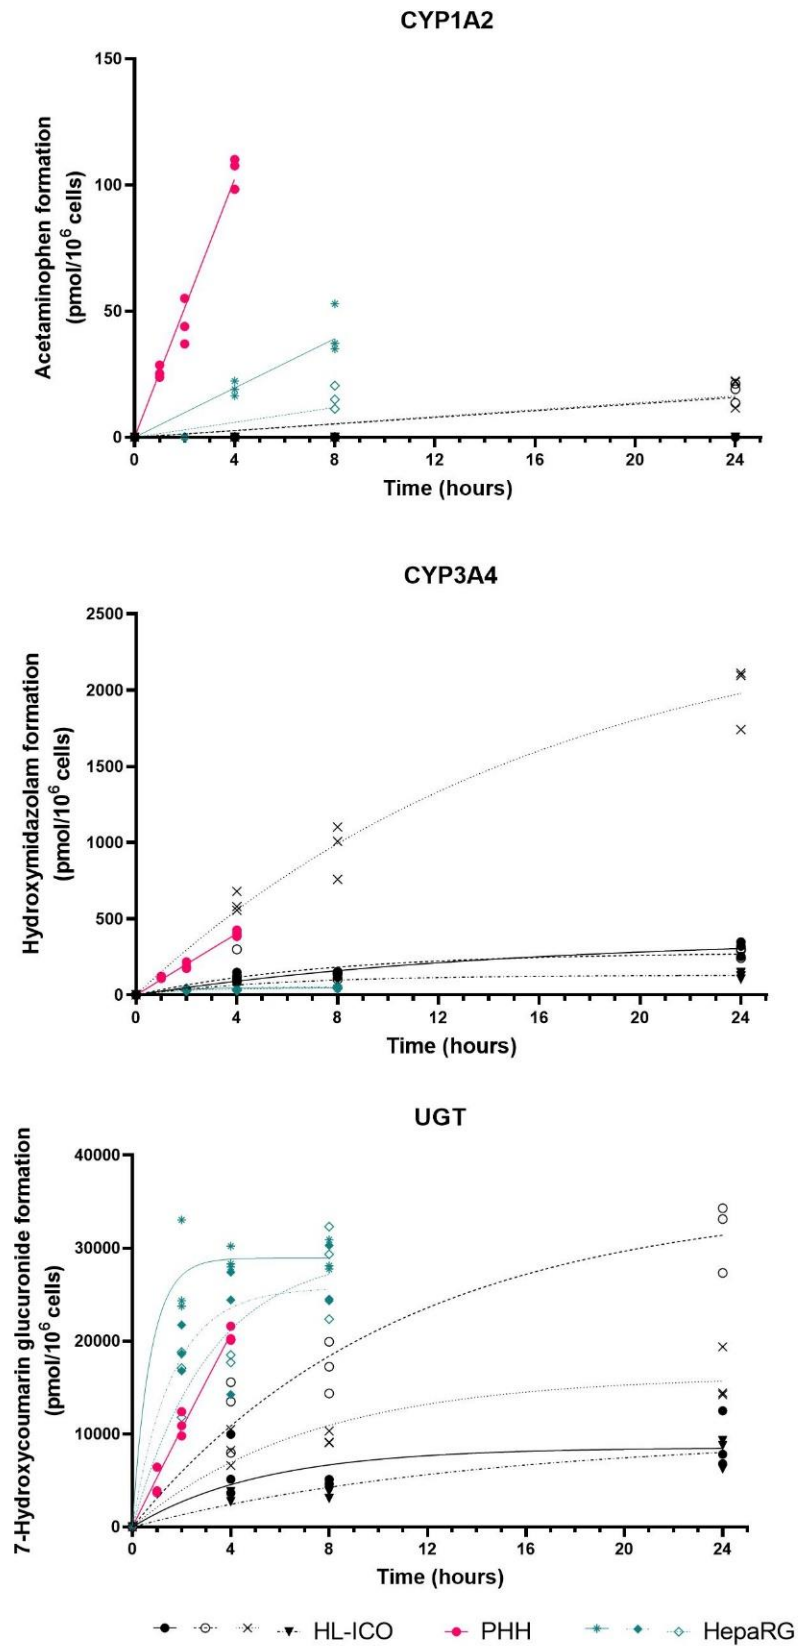 CYP1A2
Acetaminophen formation
(pmol/10⁶ cells)
150
100
50
0
0 4 8 12 16 20 24
Time (hours)
CYP3A4
Hydroxymidazolam formation
(pmol/10⁶ cells)
2500
2000
1500
1000
500
0
0 4 8 12 16 20 24
Time (hours)
UGT
7-Hydroxycoumarin glucuronide formation
(pmol/10⁶ cells)
40000
30000
20000
10000
0
0 4 8 12 16 20 24
Time (hours)
HL-ICO PHH HepaRG